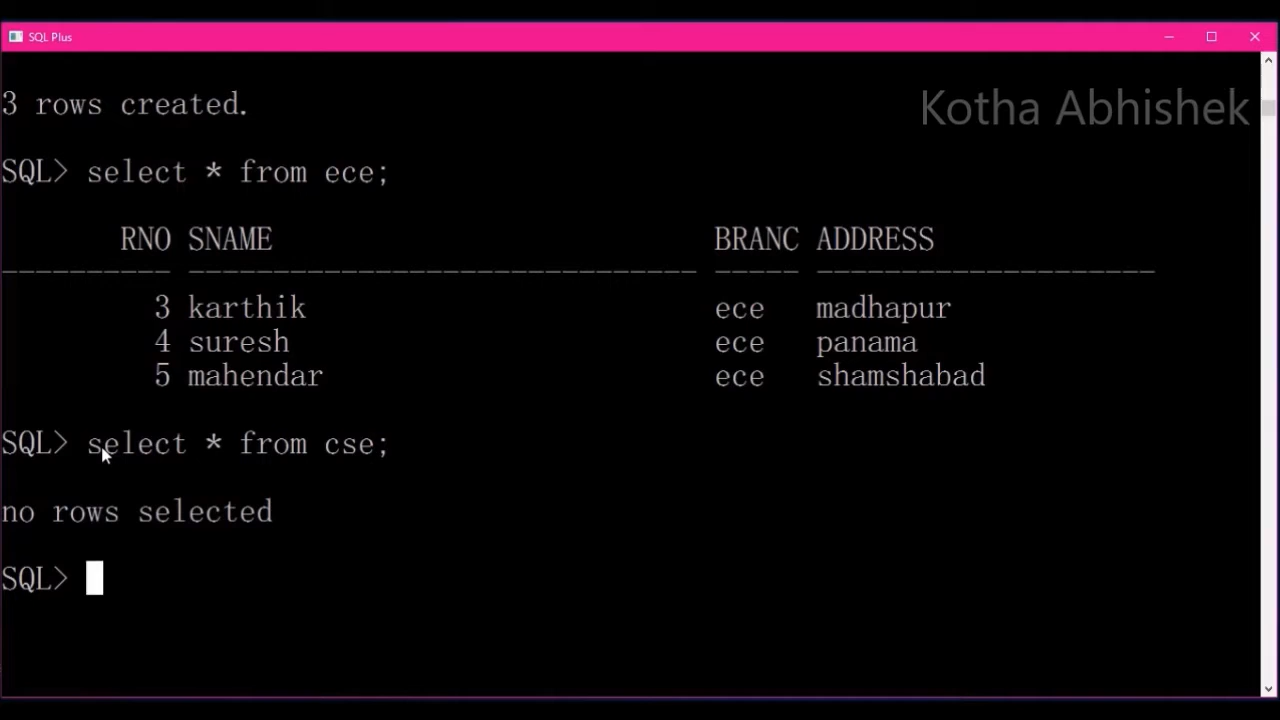 SQL Plus
3 rows created.
Kotha Abhishek
SQL> select * from ece;
RNO SNAME BRANC ADDRESS
---------- ------------------------------ ----- --------------------
3 karthik ece madhapur
4 suresh ece panama
5 mahendar ece shamshabad
SQL> select * from cse;
no rows selected
SQL>